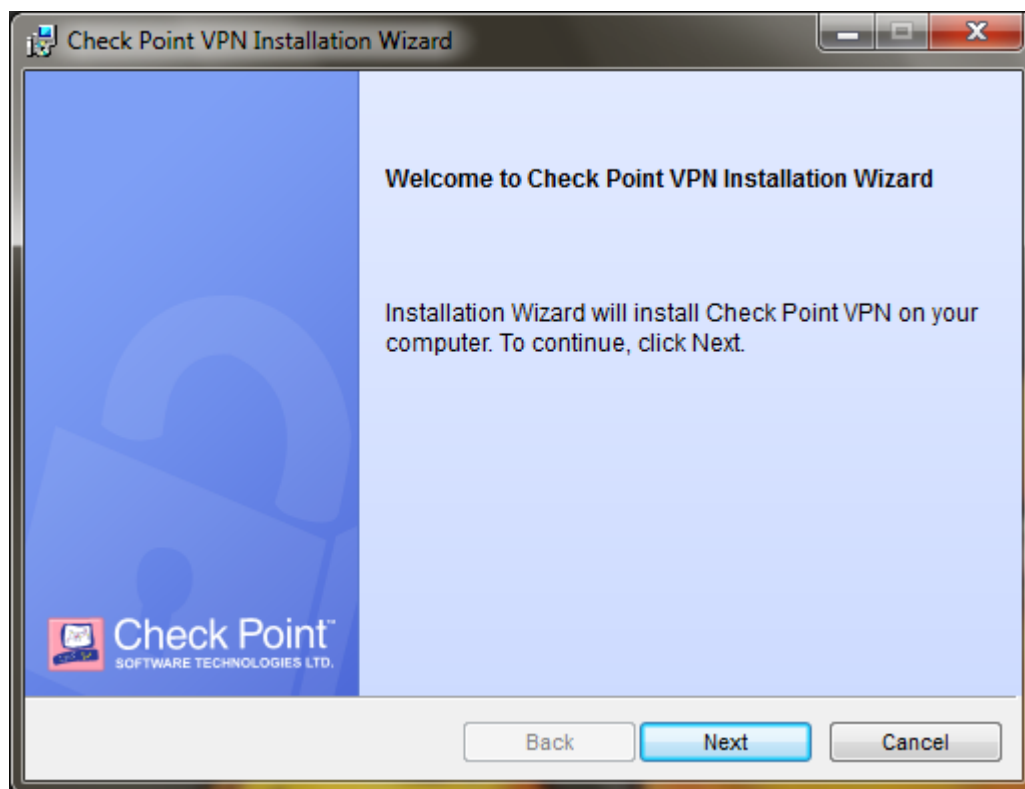 Check Point VPN Installation Wizard
Welcome to Check Point VPN Installation Wizard
Installation Wizard will install Check Point VPN on your
computer. To continue, click Next.
Check Point™
SOFTWARE TECHNOLOGIES LTD.
Back Next Cancel